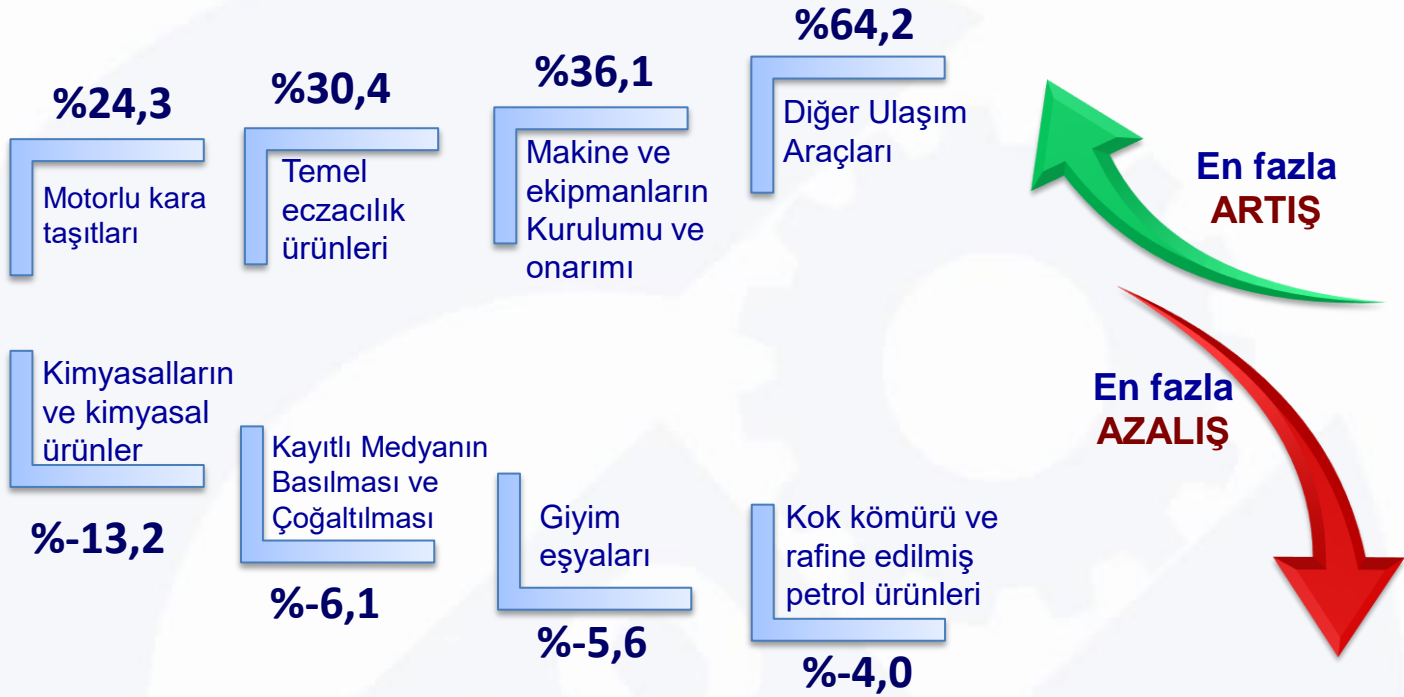 %24,3
Motorlu kara
taşıtları
%30,4
Temel
eczacılık
ürünleri
%36,1
Makine ve
ekipmanların
Kurulumu ve
onarımı
%64,2
Diğer Ulaşım
Araçları
En fazla
ARTIŞ
Kimyasalların
ve kimyasal
ürünler
%-13,2
Kayıtlı Medyanın
Basılması ve
Çoğaltılması
%-6,1
Giyim
eşyaları
%-5,6
Kok kömürü ve
rafine edilmiş
petrol ürünleri
%-4,0
En fazla
AZALIŞ